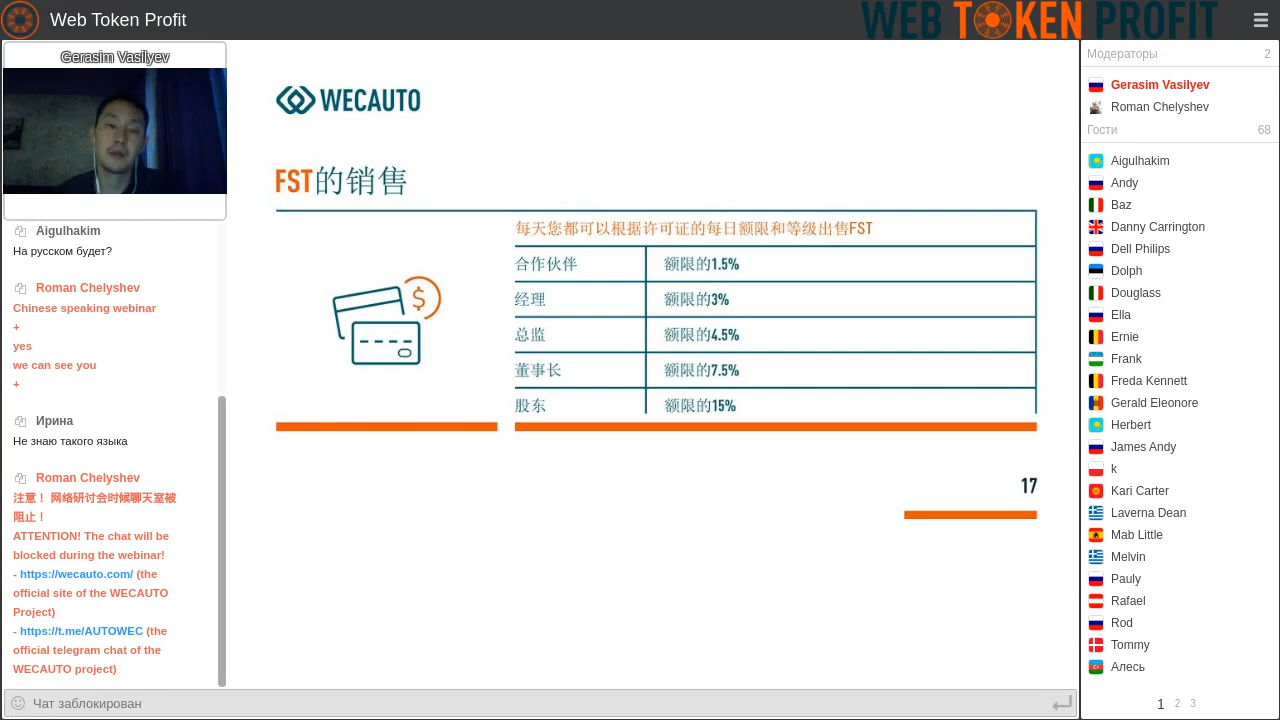 Web Token Profit
WEB TOKEN PROFIT
Gerasim Vasilyev
Aigulhakim
На русском будет?
Roman Chelyshev
Chinese speaking webinar
+
yes
we can see you
+
Ирина
Не знаю такого языка
Roman Chelyshev
注意！ 网络研讨会时候聊天室被
阻止！
ATTENTION! The chat will be
blocked during the webinar!
- https://wecauto.com/ (the
official site of the WECAUTO
Project)
- https://t.me/AUTOWEC (the
official telegram chat of the
WECAUTO project)
Чат заблокирован
WECAUTO
FST的销售
每天您都可以根据许可证的每日额限和等级出售FST
合作伙伴 额限的1.5%
经理 额限的3%
总监 额限的4.5%
董事长 额限的7.5%
股东 额限的15%
17
Модераторы 2
Gerasim Vasilyev
Roman Chelyshev
Гости 68
Aigulhakim
Andy
Baz
Danny Carrington
Dell Philips
Dolph
Douglass
Ella
Ernie
Frank
Freda Kennett
Gerald Eleonore
Herbert
James Andy
k
Kari Carter
Laverna Dean
Mab Little
Melvin
Pauly
Rafael
Rod
Tommy
Алесь
1 2 3